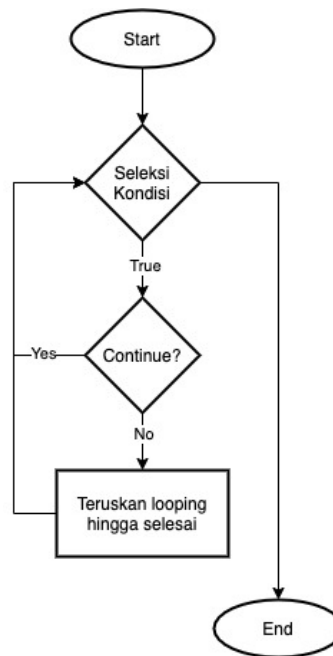 Start
Seleksi
Kondisi
True
Continue?
Yes
No
Teruskan looping
hingga selesai
End